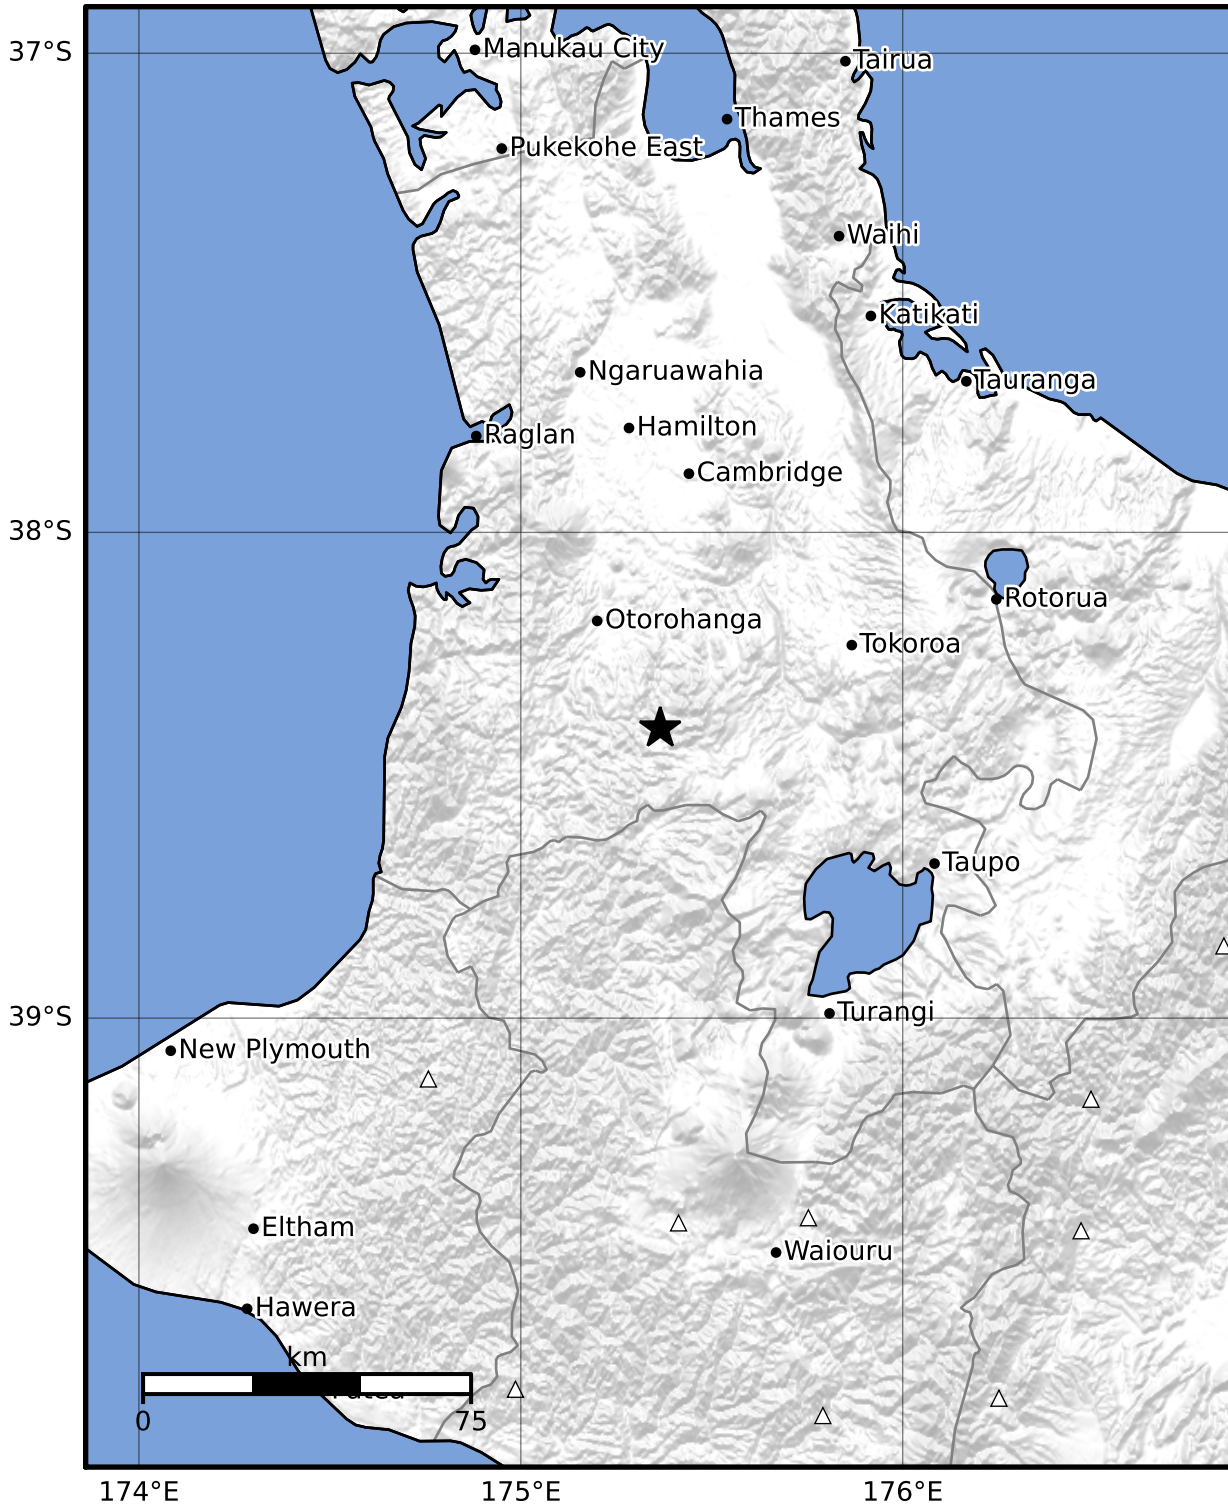 37°S
Manukau City
Tairua
Thames
Pukekohe East
Waihi
Katikati
Ngaruawahia
Tauranga
Hamilton
Raglan
Cambridge
38°S
Rotorua
Otorohanga
Tokoroa
Taupo
39°S
Turangi
New Plymouth
Eltham
Waiouru
Hawera
km
0
75
174°E
175°E
176°E